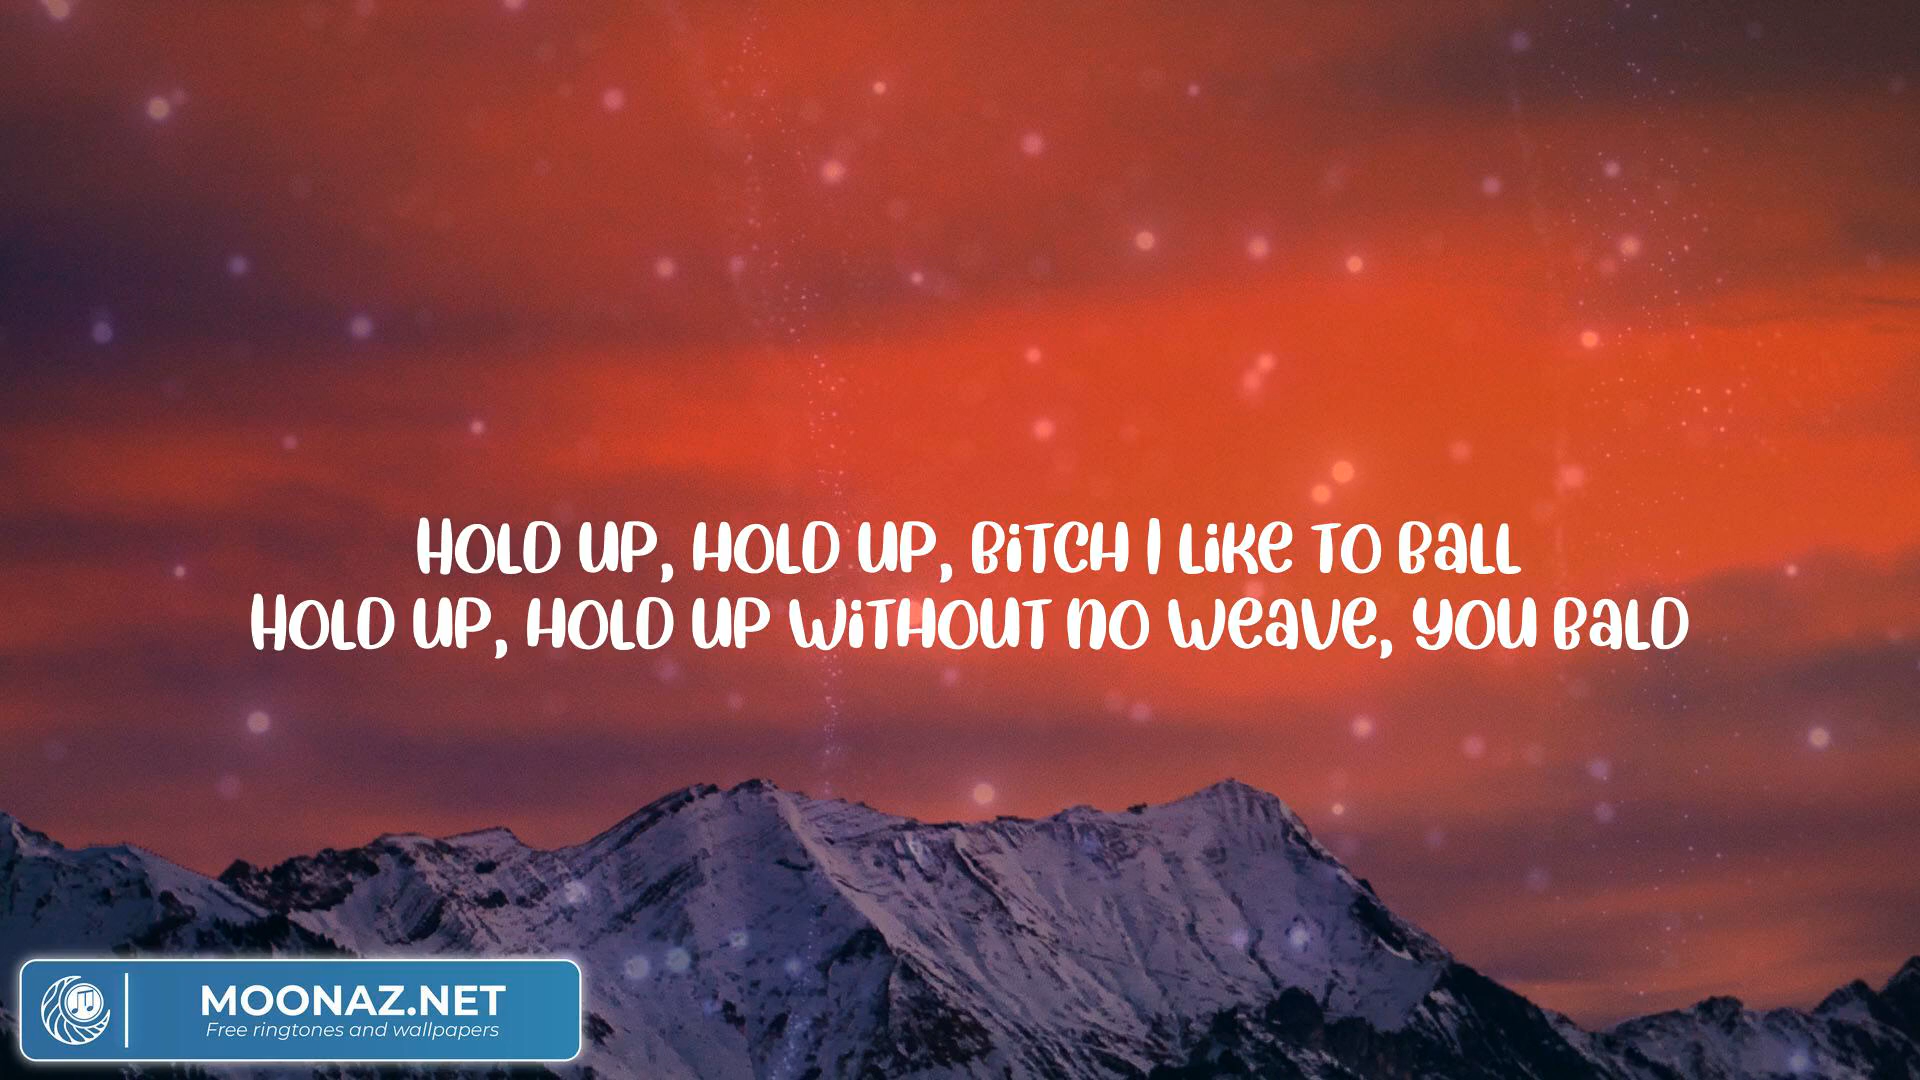 Hold up, hold up, bitch I like to ball
Hold up, hold up without no weave, you bald
MOONAZ.NET
Free ringtones and wallpapers